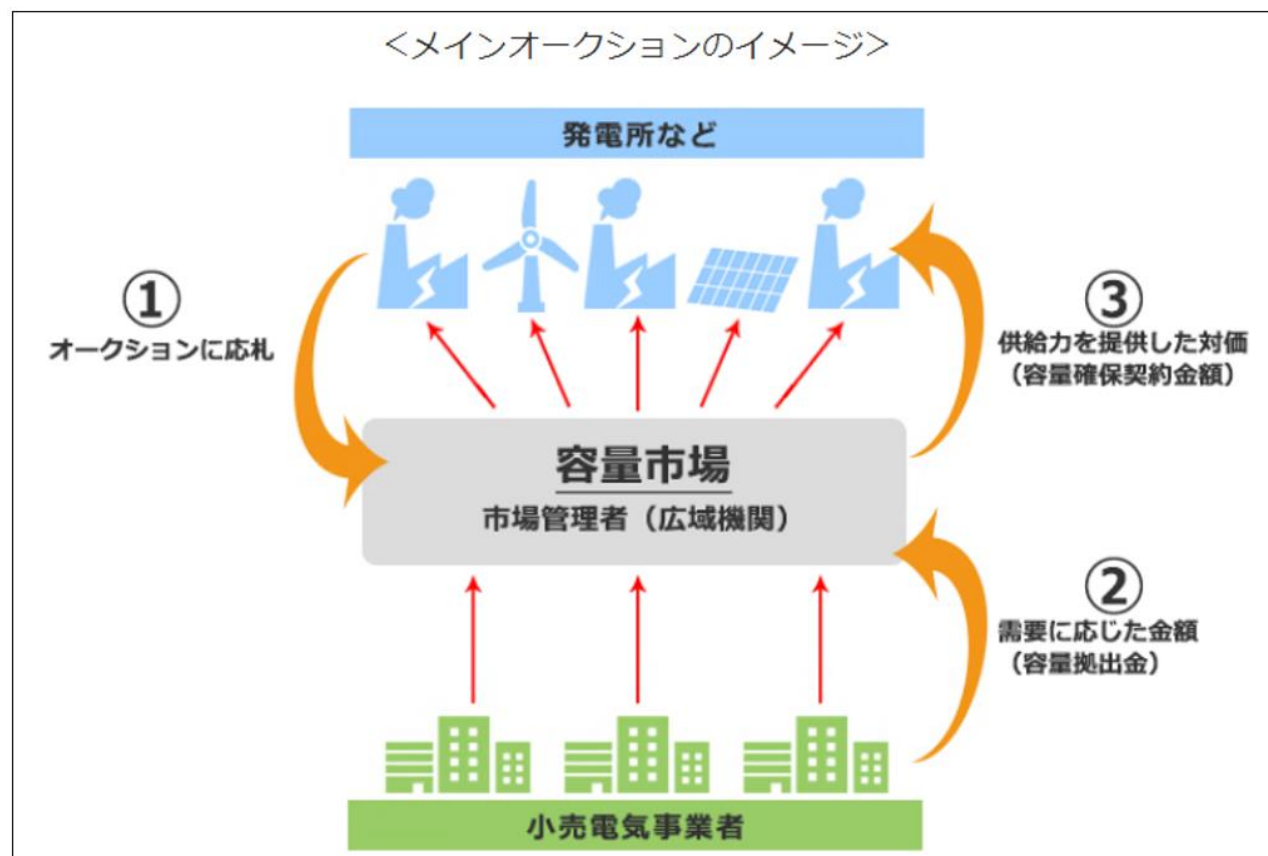 ＜メインオークションのイメージ＞
発電所など
①
オークションに応札
③
供給力を提供した対価
（容量確保契約金額）
容量市場
市場管理者（広域機関）
②
需要に応じた金額
（容量拠出金）
小売電気事業者